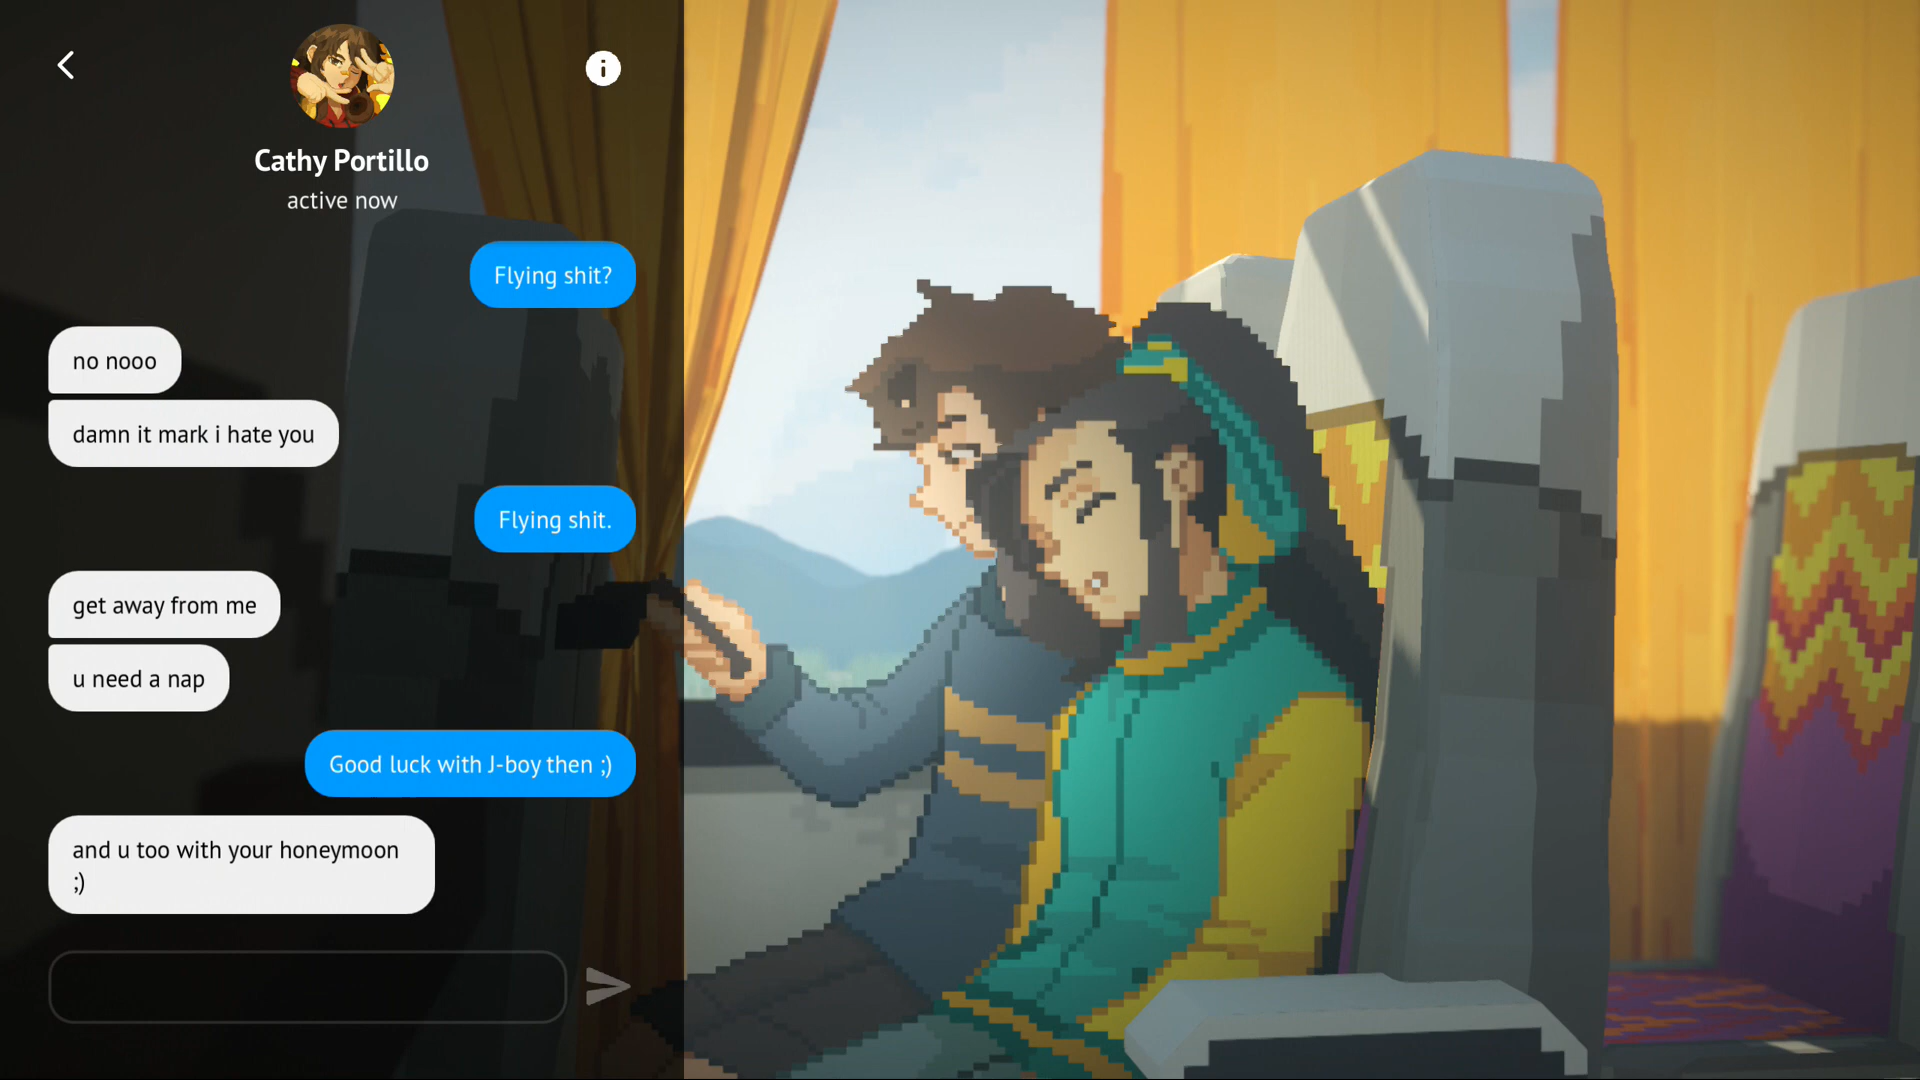 Cathy Portillo
active now
Flying shit?
no nooo
damn it mark i hate you
Flying shit.
get away from me
u need a nap
Good luck with J-boy then ;)
and u too with your honeymoon
;)